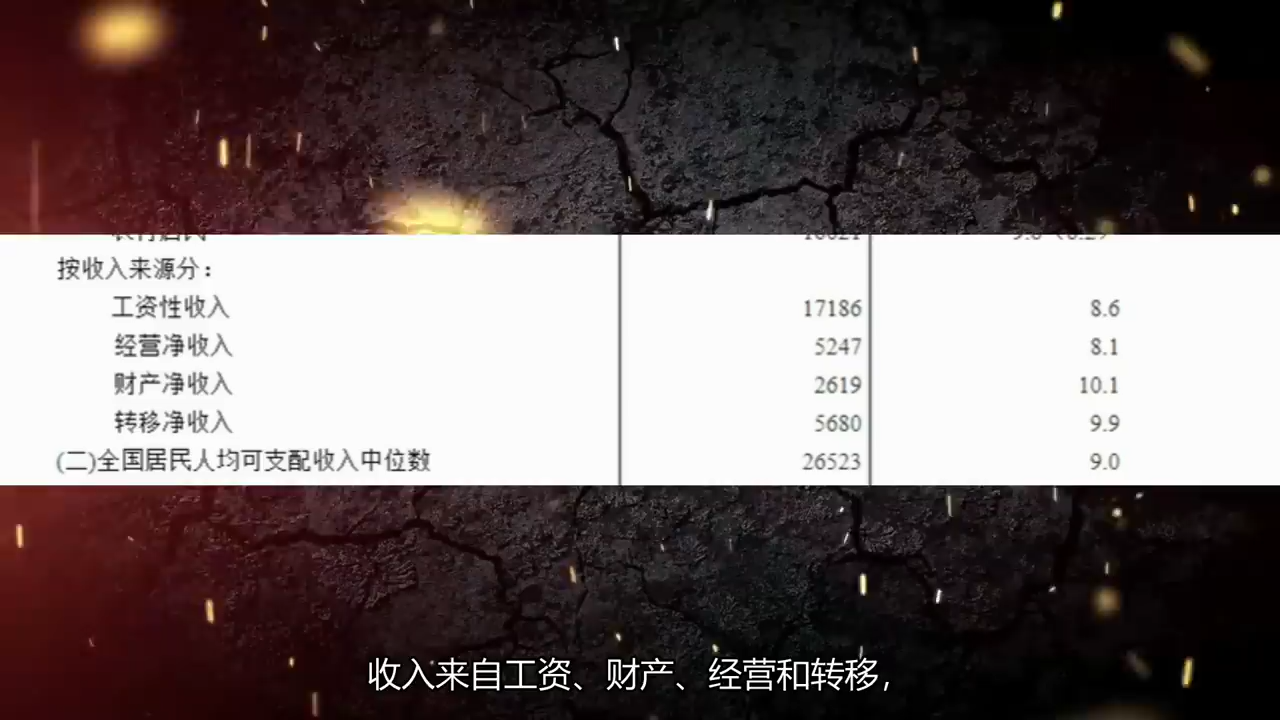 按收入来源分：
工资性收入 17186 8.6
经营净收入 5247 8.1
财产净收入 2619 10.1
转移净收入 5680 9.9
(二)全国居民人均可支配收入中位数 26523 9.0
收入来自工资、财产、经营和转移，